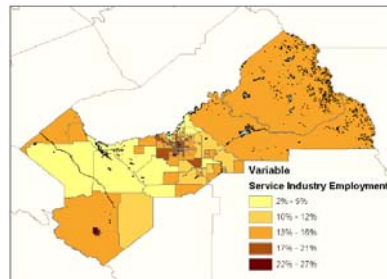 Variable
Service Industry Employment
2% - 9%
10% - 12%
13% - 16%
17% - 21%
22% - 27%